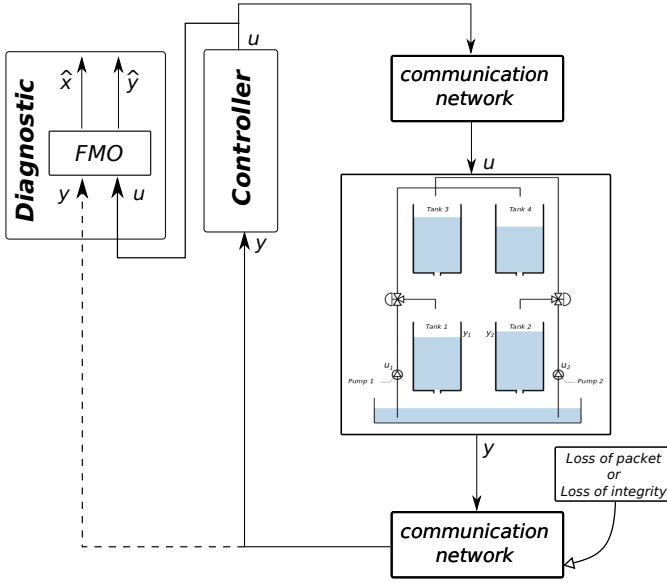 Diagnostic
x̂
ŷ
FMO
y
u
u
Controller
y
communication
network
u
Tank 3
Tank 4
Tank 1
y1
y2
Tank 2
u1
u2
Pump 1
Pump 2
y
Loss of packet
or
Loss of integrity
communication
network